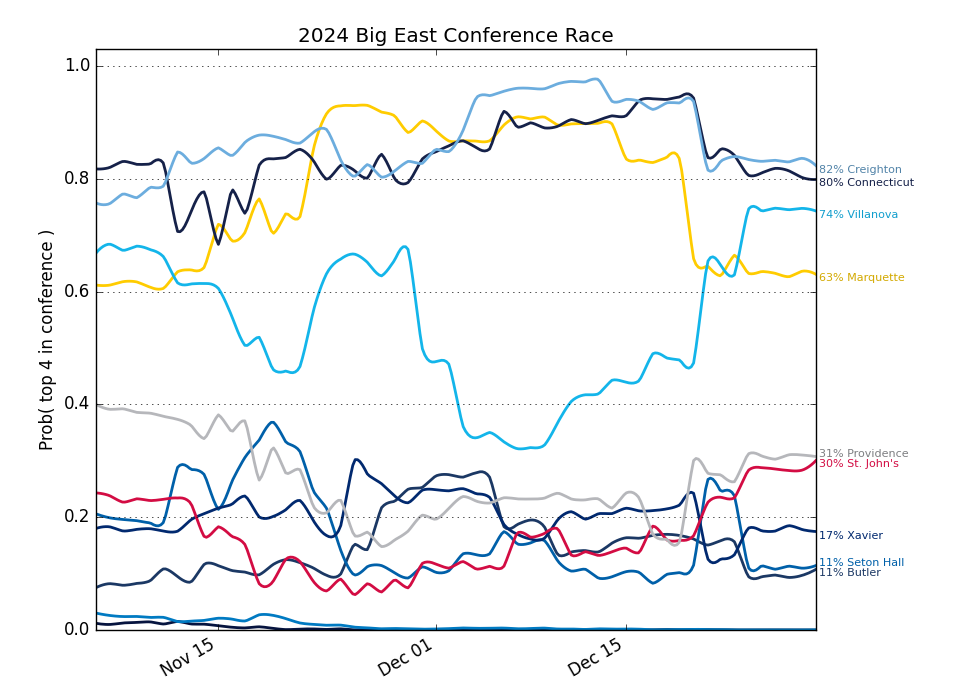 2024 Big East Conference Race
Prob( top 4 in conference )
1.0
0.8
0.6
0.4
0.2
0.0
Nov 15
Dec 01
Dec 15
82% Creighton
80% Connecticut
74% Villanova
63% Marquette
31% Providence
30% St. John's
17% Xavier
11% Seton Hall
11% Butler